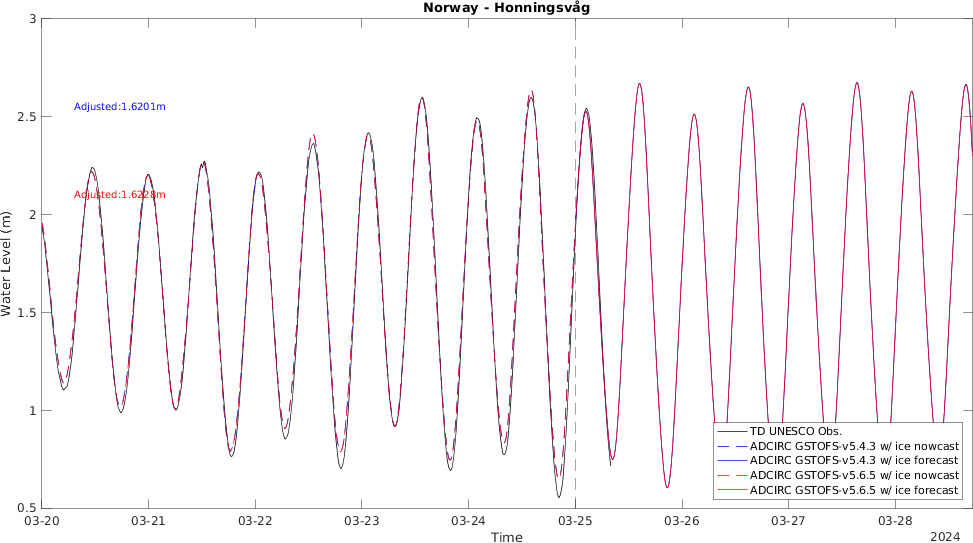 Norway - Honningsvåg
3
2.5
2
1.5
1
0.5
Water Level (m)
Adjusted:1.6201m
Adjusted:1.6228m
TD UNESCO Obs.
ADCIRC GSTOFS-v5.4.3 w/ ice nowcast
ADCIRC GSTOFS-v5.4.3 w/ ice forecast
ADCIRC GSTOFS-v5.6.5 w/ ice nowcast
ADCIRC GSTOFS-v5.6.5 w/ ice forecast
03-20 03-21 03-22 03-23 03-24 03-25 03-26 03-27 03-28
Time
2024